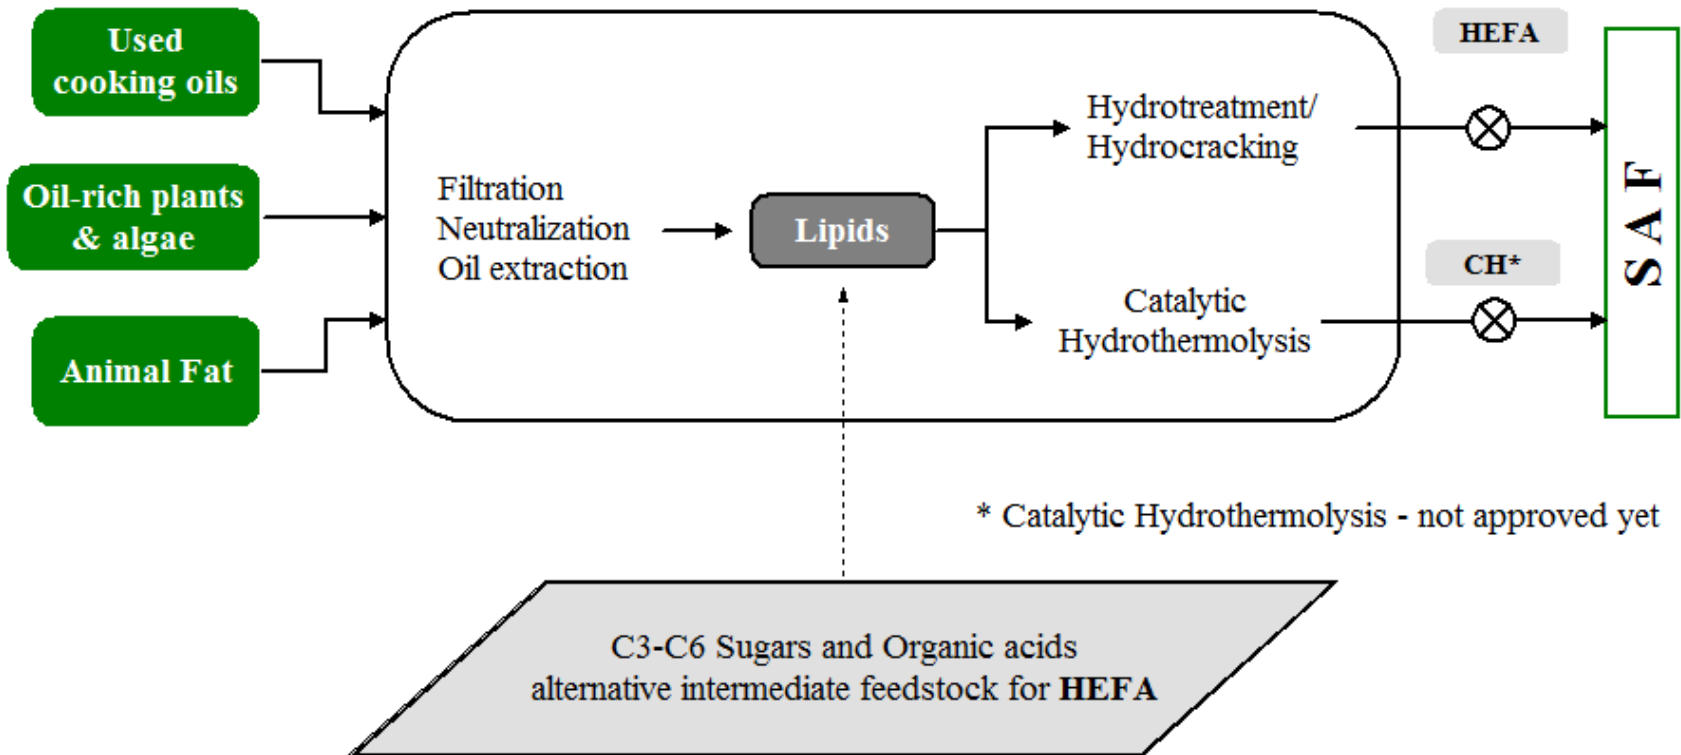 Used
cooking oils
Oil-rich plants
& algae
Animal Fat
Filtration
Neutralization
Oil extraction
Lipids
Hydrotreatment/
Hydrocracking
Catalytic
Hydrothermolysis
HEFA
CH*
SAF
* Catalytic Hydrothermolysis - not approved yet
C3-C6 Sugars and Organic acids
alternative intermediate feedstock for HEFA